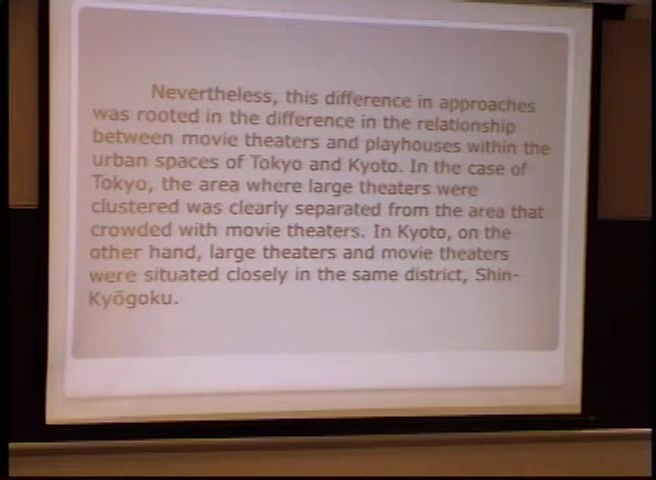 Nevertheless, this difference in approaches
was rooted in the difference in the relationship
between movie theaters and playhouses within the
urban spaces of Tokyo and Kyoto. In the case of
Tokyo, the area where large theaters were
clustered was clearly separated from the area that
crowded with movie theaters. In Kyoto, on the
other hand, large theaters and movie theaters
were situated closely in the same district, Shin-
Kyōgoku.